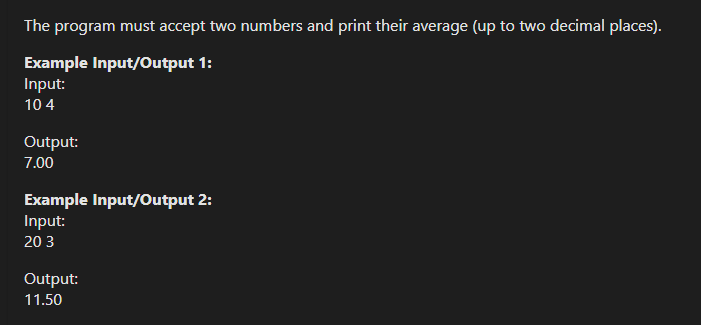 The program must accept two numbers and print their average (up to two decimal places).
Example Input/Output 1:
Input:
10 4
Output:
7.00
Example Input/Output 2:
Input:
20 3
Output:
11.50